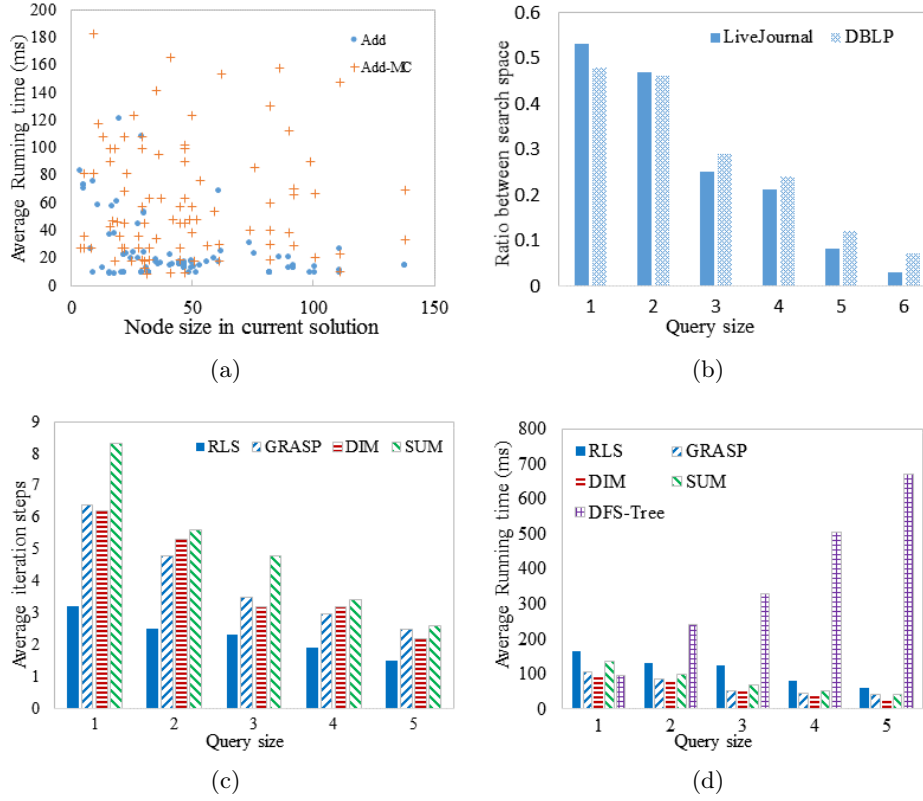 200
180
160
140
120
100
80
60
40
20
0
Average Running time (ms)
Add
Add-MC
0 50 100 150
Node size in current solution
(a)
0.6
0.5
0.4
0.3
0.2
0.1
0
Ratio between search space
LiveJournal DBLP
1 2 3 4 5 6
Query size
(b)
9
8
7
6
5
4
3
2
1
0
Average iteration steps
RLS GRASP DIM SUM
1 2 3 4 5
Query size
(c)
800
700
600
500
400
300
200
100
0
Average Running time (ms)
RLS GRASP
DIM SUM
DFS-Tree
1 2 3 4 5
Query size
(d)